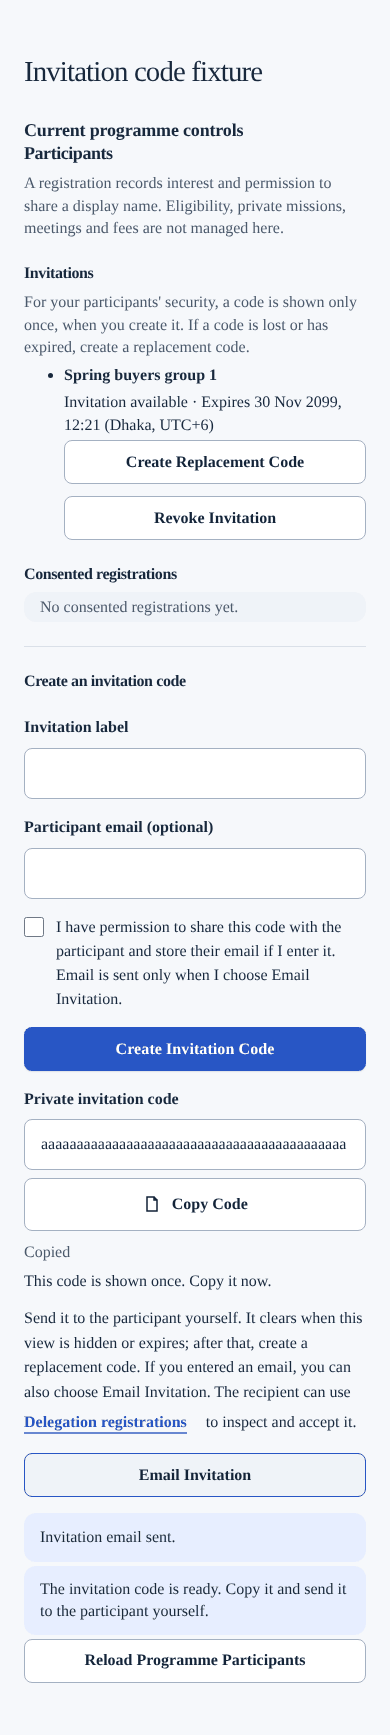 Invitation code fixture
Current programme controls
Participants
A registration records interest and permission to
share a display name. Eligibility, private missions,
meetings and fees are not managed here.
Invitations
For your participants' security, a code is shown only
once, when you create it. If a code is lost or has
expired, create a replacement code.
• Spring buyers group 1
Invitation available · Expires 30 Nov 2099,
12:21 (Dhaka, UTC+6)
Create Replacement Code
Revoke Invitation
Consented registrations
No consented registrations yet.
Create an invitation code
Invitation label
Participant email (optional)
I have permission to share this code with the
participant and store their email if I enter it.
Email is sent only when I choose Email
Invitation.
Create Invitation Code
Private invitation code
aaaaaaaaaaaaaaaaaaaaaaaaaaaaaaaaaaaaaaaaaaa
Copy Code
Copied
This code is shown once. Copy it now.
Send it to the participant yourself. It clears when this
view is hidden or expires; after that, create a
replacement code. If you entered an email, you can
also choose Email Invitation. The recipient can use
Delegation registrations to inspect and accept it.
Email Invitation
Invitation email sent.
The invitation code is ready. Copy it and send it
to the participant yourself.
Reload Programme Participants